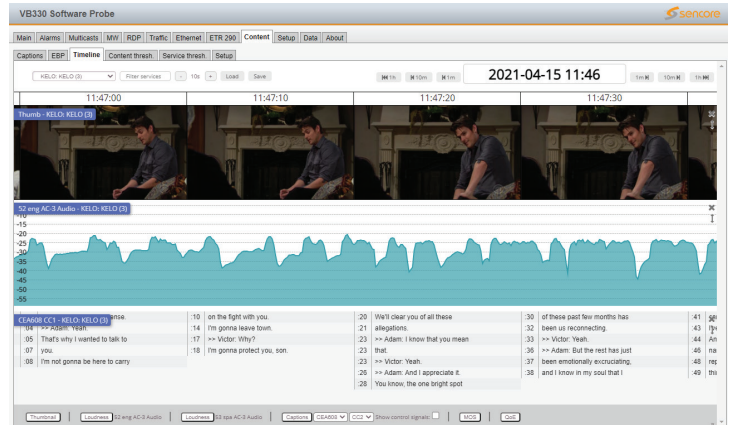 VB330 Software Probe
sencore
Main Alarms Multicasts MW RDP Traffic Ethernet ETR 290 Content Setup Data About
Captions EBP Timeline Content thresh. Service thresh. Setup
KELO: KELO (3) Filter services - 10s + Load Save 1h 10m 1m 2021-04-15 11:46 1m 10m 1h
11:47:00 11:47:10 11:47:20 11:47:30
Thumb - KELO: KELO (3)
52 eng AC-3 Audio - KELO: KELO (3)
-10
-15
-20
-25
-30
-35
-40
-45
-50
-55
CEA608 CC1 - KELO: KELO (3)
:04 >> Adam: Yeah.
:05 That's why I wanted to talk to
:07 you.
:08 I'm not gonna be here to carry
:10 on the fight with you.
:14 I'm gonna leave town.
:17 >> Victor: Why?
:18 I'm gonna protect you, son.
:20 We'll clear you of all these
:21 allegations.
:23 >> Adam: I know that you mean
:23 that.
:23 >> Victor: Yeah.
:26 >> Adam: And I appreciate it.
:28 You know, the one bright spot
:30 of these past few months has
:32 been us reconnecting.
:33 >> Victor: Yeah.
:36 >> Adam: But the rest has just
:37 been emotionally excruciating,
:38 and I know in my soul that I
:41
:43
:44 An
:46 na
:48 rep
:49 thi
Thumbnail Loudness 52 eng AC-3 Audio Loudness 53 spa AC-3 Audio Captions CEA608 CC2 Show control signals: MOS QoE